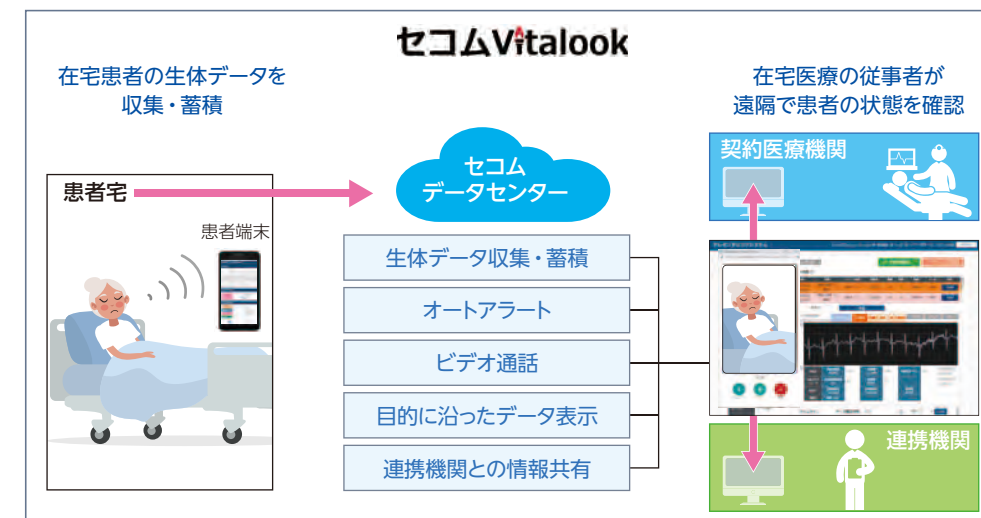 セコムVitalook
在宅患者の生体データを
収集・蓄積
在宅医療の従事者が
遠隔で患者の状態を確認
患者宅
患者端末
セコム
データセンター
生体データ収集・蓄積
オートアラート
ビデオ通話
目的に沿ったデータ表示
連携機関との情報共有
契約医療機関
連携機関